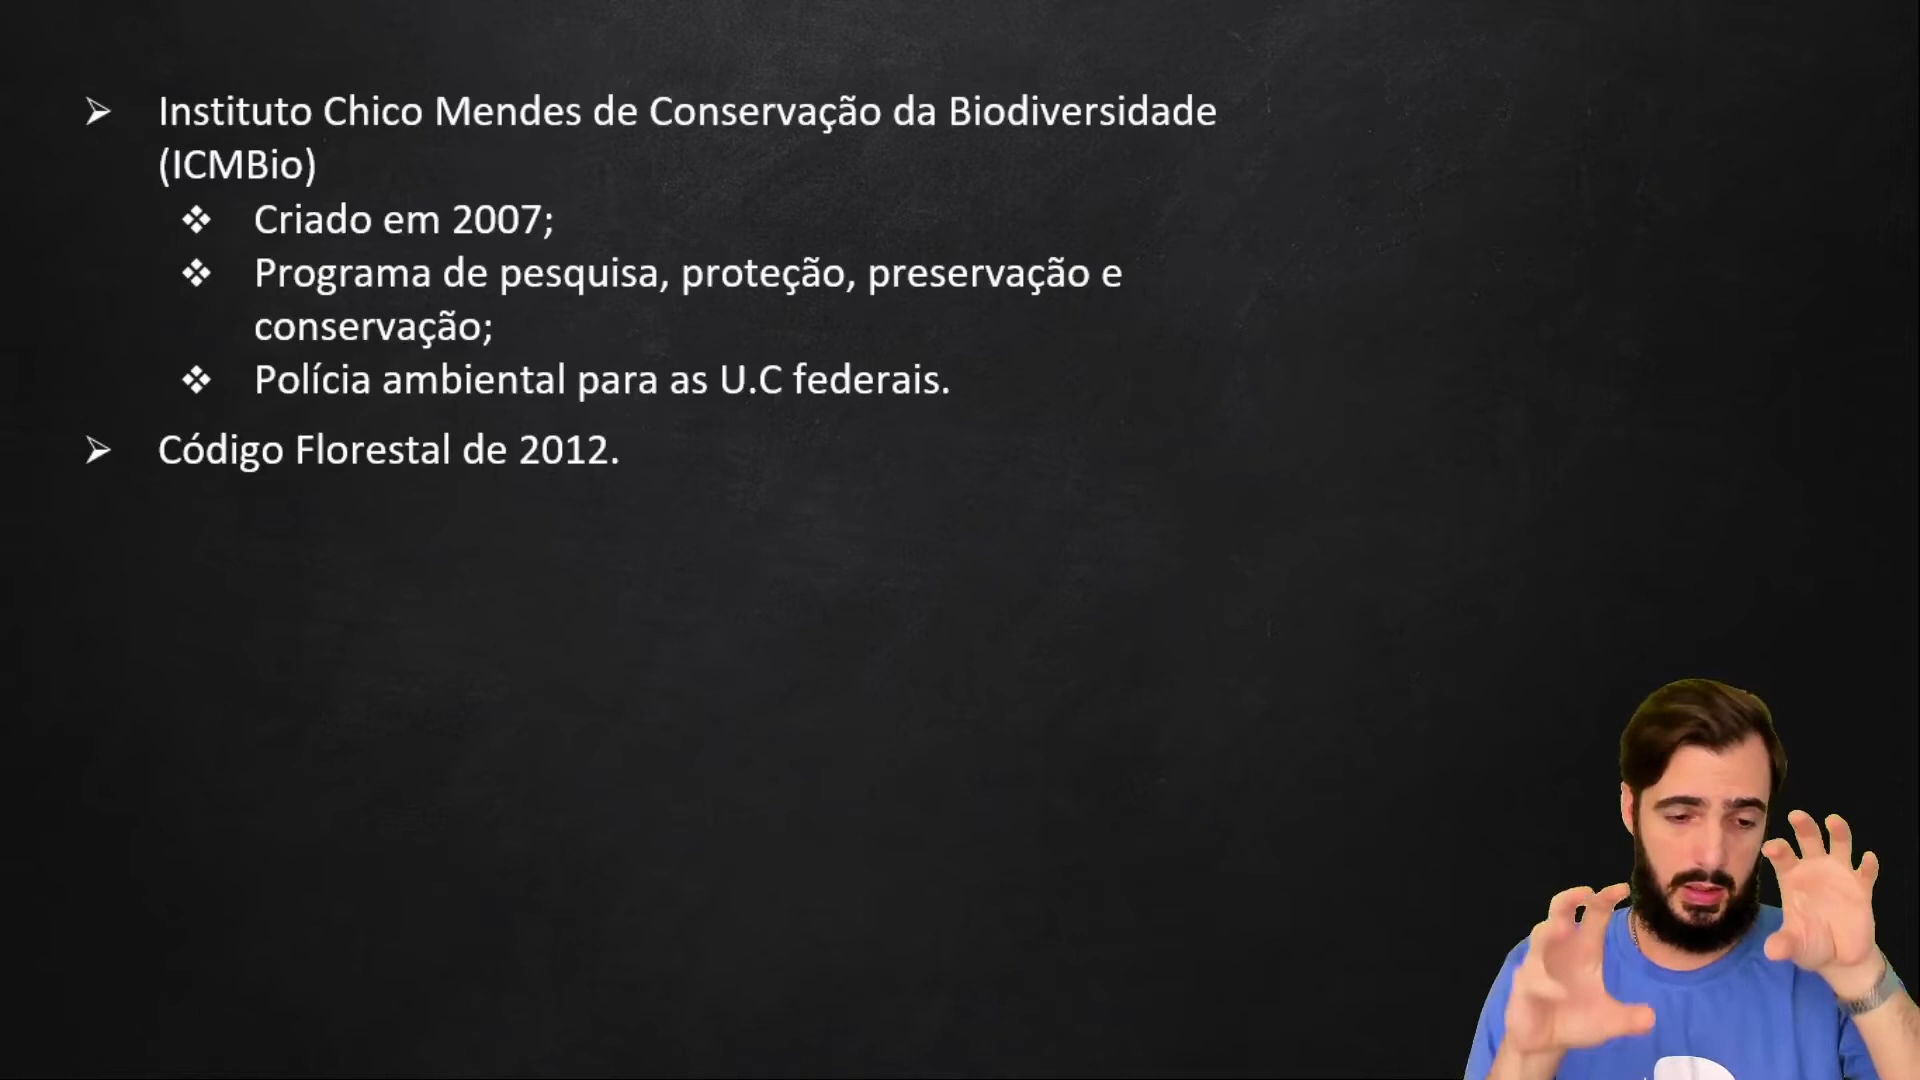 Instituto Chico Mendes de Conservação da Biodiversidade
(ICMBio)
Criado em 2007;
Programa de pesquisa, proteção, preservação e
conservação;
Polícia ambiental para as U.C federais.
Código Florestal de 2012.